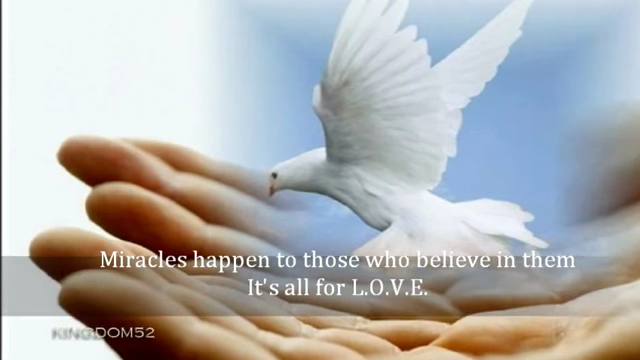 Miracles happen to those who believe in them
It's all for L.O.V.E.
KINGDOM52